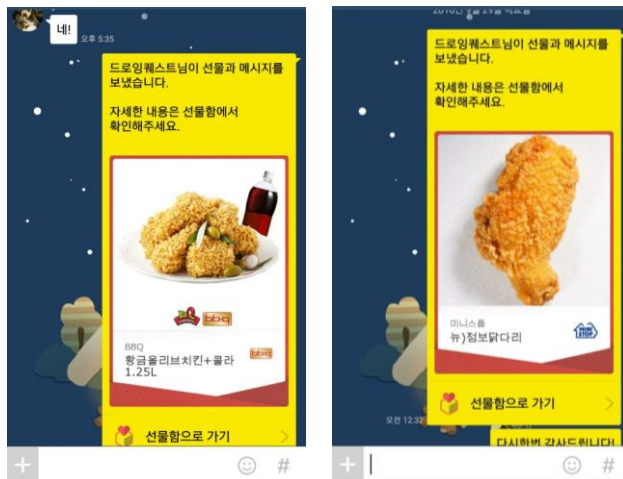 네!
오후 5:35
드로잉퀘스트님이 선물과 메시지를
보냈습니다.
자세한 내용은 선물함에서
확인해주세요.
bbq
BBQ
황금올리브치킨+콜라
1.25L
bbq
선물함으로 가기
드로잉퀘스트님이 선물과 메시지를
보냈습니다.
자세한 내용은 선물함에서
확인해주세요.
미니스톱
뉴)점보닭다리
MINI
STOP
선물함으로 가기
오전 12:32
다시한번 감사드립니다!
#
#